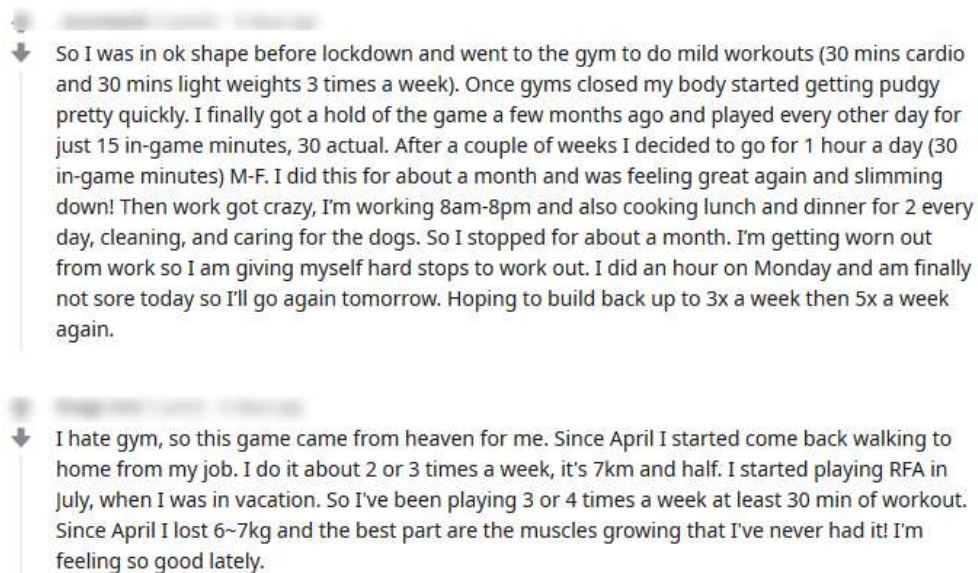 So I was in ok shape before lockdown and went to the gym to do mild workouts (30 mins cardio
and 30 mins light weights 3 times a week). Once gyms closed my body started getting pudgy
pretty quickly. I finally got a hold of the game a few months ago and played every other day for
just 15 in-game minutes, 30 actual. After a couple of weeks I decided to go for 1 hour a day (30
in-game minutes) M-F. I did this for about a month and was feeling great again and slimming
down! Then work got crazy, I’m working 8am-8pm and also cooking lunch and dinner for 2 every
day, cleaning, and caring for the dogs. So I stopped for about a month. I’m getting worn out
from work so I am giving myself hard stops to work out. I did an hour on Monday and am finally
not sore today so I’ll go again tomorrow. Hoping to build back up to 3x a week then 5x a week
again.
I hate gym, so this game came from heaven for me. Since April I started come back walking to
home from my job. I do it about 2 or 3 times a week, it's 7km and half. I started playing RFA in
July, when I was in vacation. So I've been playing 3 or 4 times a week at least 30 min of workout.
Since April I lost 6~7kg and the best part are the muscles growing that I've never had it! I'm
feeling so good lately.